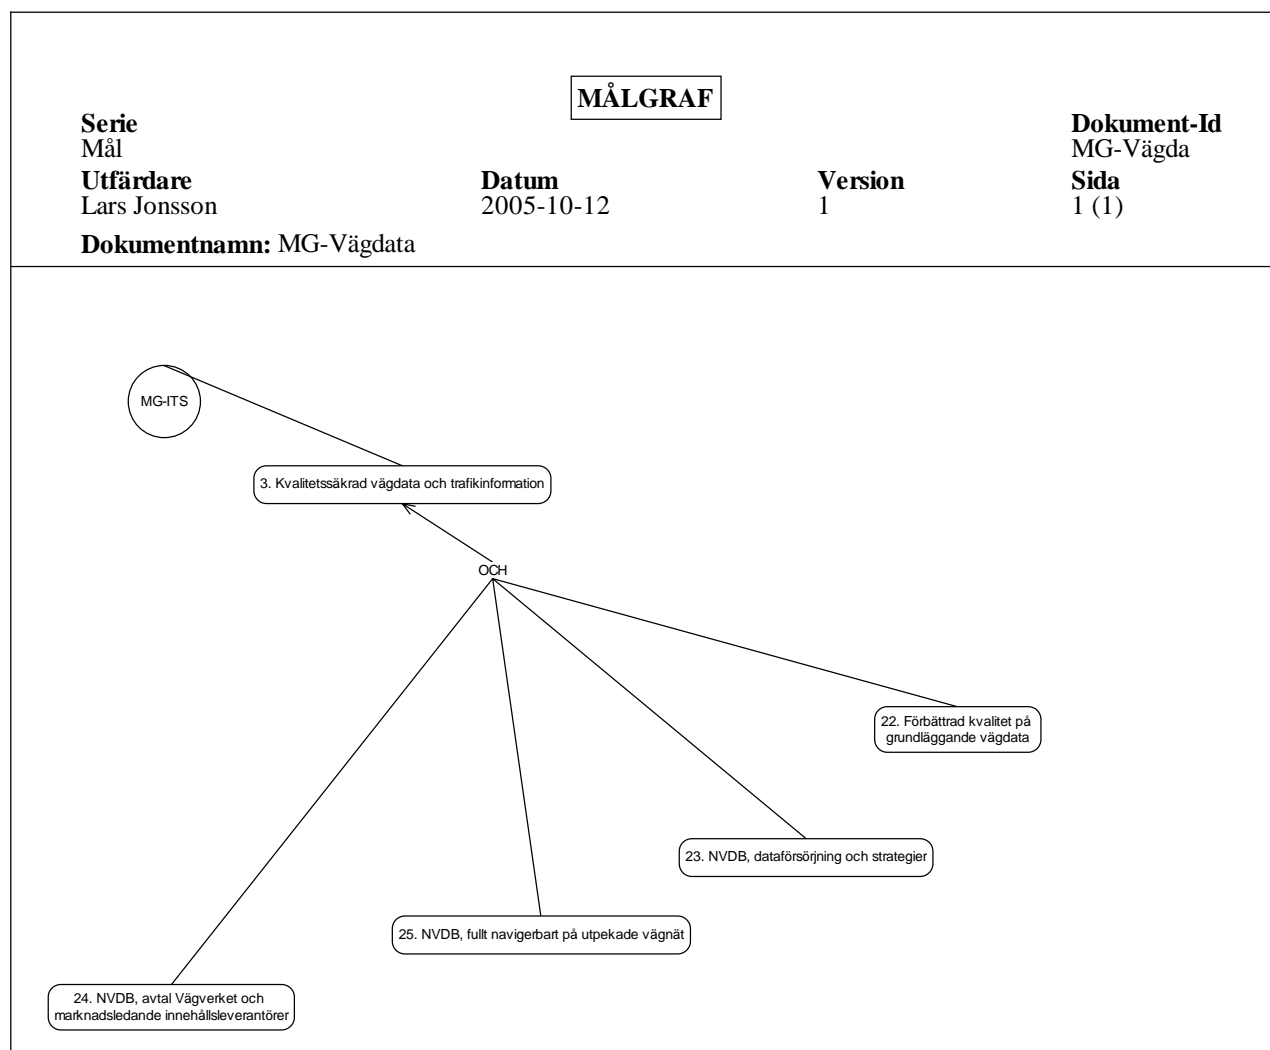 MÅLGRAF
Serie
Mål
Dokument-Id
MG-Vägda
Utfärdare
Lars Jonsson
Datum
2005-10-12
Version
1
Sida
1 (1)
Dokumentnamn: MG-Vägdata
MG-ITS
3. Kvalitetssäkrad vägdata och trafikinformation
OCH
22. Förbättrad kvalitet på
grundläggande vägdata
23. NVDB, dataförsörjning och strategier
25. NVDB, fullt navigerbart på utpekade vägnät
24. NVDB, avtal Vägverket och
marknadsledande innehållsleverantörer